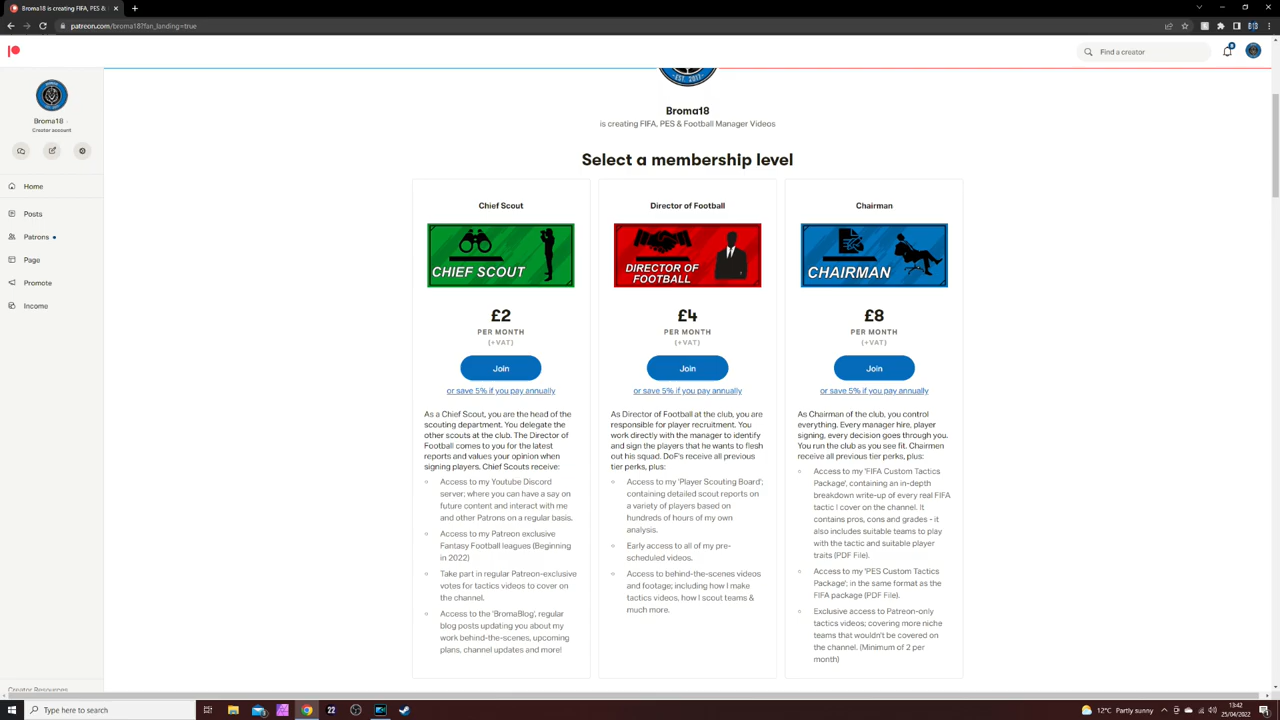 Broma18 is creating FIFA, PES &
patreon.com/broma18?fan_landing=true
Find a creator
Broma18
Creator account
Home
Posts
Patrons
Page
Promote
Income
Creator Resources
EST. 2017
Broma18
is creating FIFA, PES & Football Manager Videos
Select a membership level
Chief Scout
CHIEF SCOUT
£2
PER MONTH
(+VAT)
Join
or save 5% if you pay annually
As a Chief Scout, you are the head of the
scouting department. You delegate the
other scouts at the club. The Director of
Football comes to you for the latest
reports and values your opinion when
signing players. Chief Scouts receive:
Access to my Youtube Discord
server; where you can have a say on
future content and interact with me
and other Patrons on a regular basis.
Access to my Patreon exclusive
Fantasy Football leagues (Beginning
in 2022)
Take part in regular Patreon-exclusive
votes for tactics videos to cover on
the channel.
Access to the 'BromaBlog', regular
blog posts updating you about my
work behind-the-scenes, upcoming
plans, channel updates and more!
Director of Football
DIRECTOR OF
FOOTBALL
£4
PER MONTH
(+VAT)
Join
or save 5% if you pay annually
As Director of Football at the club, you are
responsible for player recruitment. You
work directly with the manager to identify
and sign the players that he wants to flesh
out his squad. DoF's receive all previous
tier perks, plus:
Access to my 'Player Scouting Board';
containing detailed scout reports on
a variety of players based on
hundreds of hours of my own
analysis.
Early access to all of my pre-
scheduled videos.
Access to behind-the-scenes videos
and footage; including how I make
tactics videos, how I scout teams &
much more.
Chairman
CHAIRMAN
£8
PER MONTH
(+VAT)
Join
or save 5% if you pay annually
As Chairman of the club, you control
everything. Every manager hire, player
signing, every decision goes through you.
You run the club as you see fit. Chairmen
receive all previous tier perks, plus:
Access to my 'FIFA Custom Tactics
Package', containing an in-depth
breakdown write-up of every real FIFA
tactic I cover on the channel. It
contains pros, cons and grades - it
also includes suitable teams to play
with the tactic and suitable player
traits (PDF File).
Access to my 'PES Custom Tactics
Package'; in the same format as the
FIFA package (PDF File).
Exclusive access to Patreon-only
tactics videos; covering more niche
teams that wouldn't be covered on
the channel. (Minimum of 2 per
month)
Type here to search
12°C Partly sunny
13:42
25/04/2022